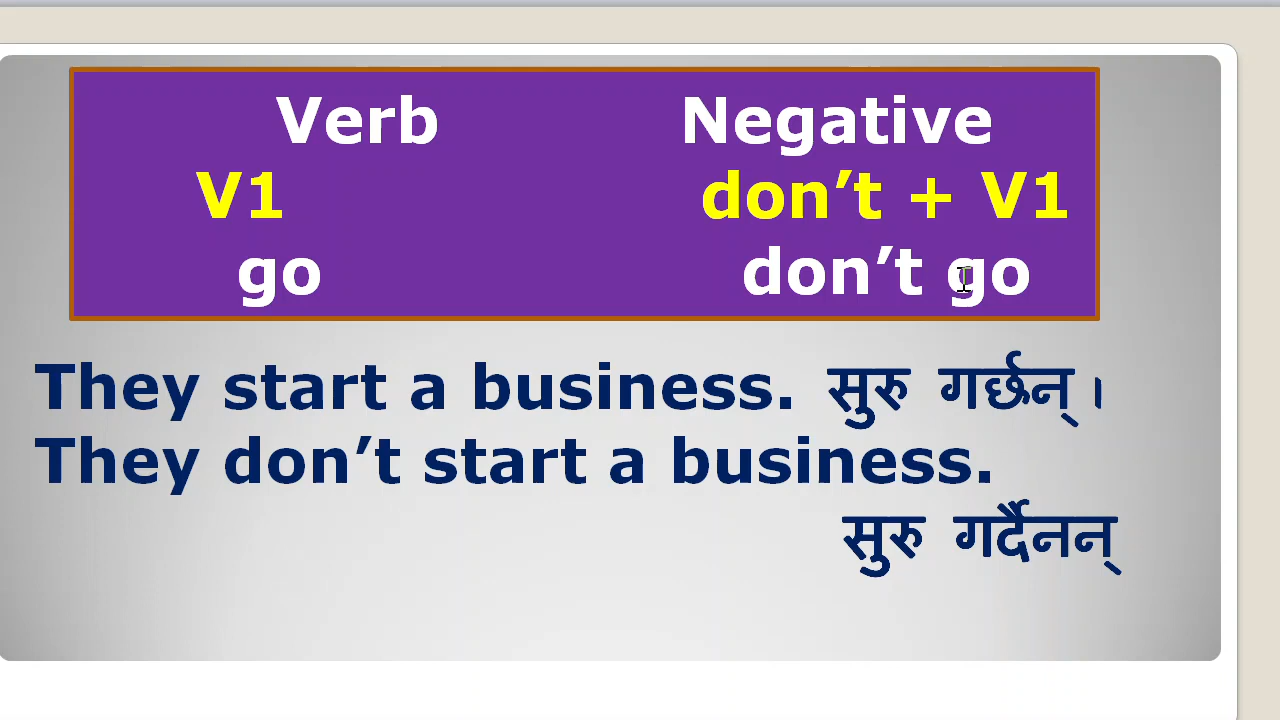 Verb Negative
V1 don’t + V1
go don’t go
They start a business. सुरु गर्छन् ।
They don’t start a business.
सुरु गर्दैनन्